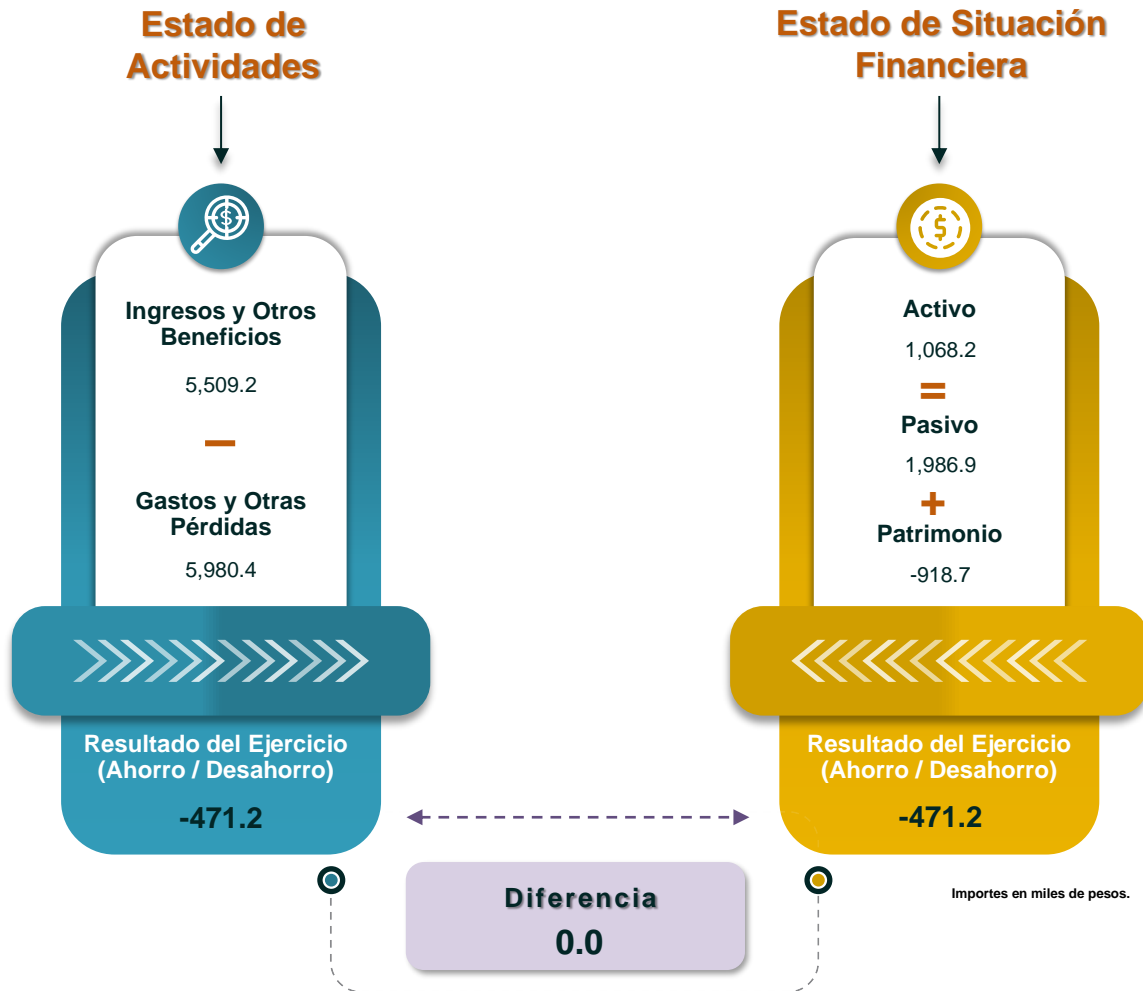 Estado de
Actividades
Ingresos y Otros
Beneficios
5,509.2
–
Gastos y Otras
Pérdidas
5,980.4
Resultado del Ejercicio
(Ahorro / Desahorro)
-471.2
Estado de Situación
Financiera
Activo
1,068.2
=
Pasivo
1,986.9
+
Patrimonio
-918.7
Resultado del Ejercicio
(Ahorro / Desahorro)
-471.2
Diferencia
0.0
Importes en miles de pesos.